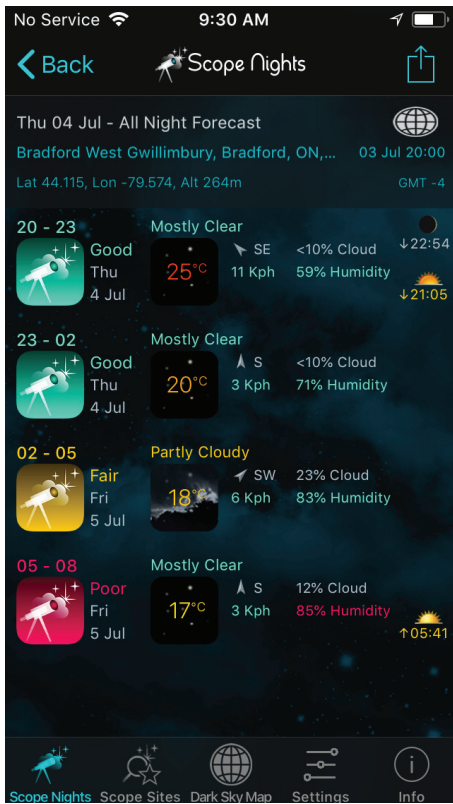 No Service 9:30 AM
Back Scope Nights
Thu 04 Jul - All Night Forecast
Bradford West Gwillimbury, Bradford, ON,... 03 Jul 20:00
Lat 44.115, Lon -79.574, Alt 264m GMT -4
20 - 23 Mostly Clear
Good SE <10% Cloud ↓22:54
Thu 25°C 11 Kph 59% Humidity
4 Jul ↓21:05
23 - 02 Mostly Clear
Good S <10% Cloud
Thu 20°C 3 Kph 71% Humidity
4 Jul
02 - 05 Partly Cloudy
Fair SW 23% Cloud
Fri 18°C 6 Kph 83% Humidity
5 Jul
05 - 08 Mostly Clear
Poor S 12% Cloud
Fri 17°C 3 Kph 85% Humidity
5 Jul ↑05:41
Scope Nights Scope Sites Dark Sky Map Settings Info